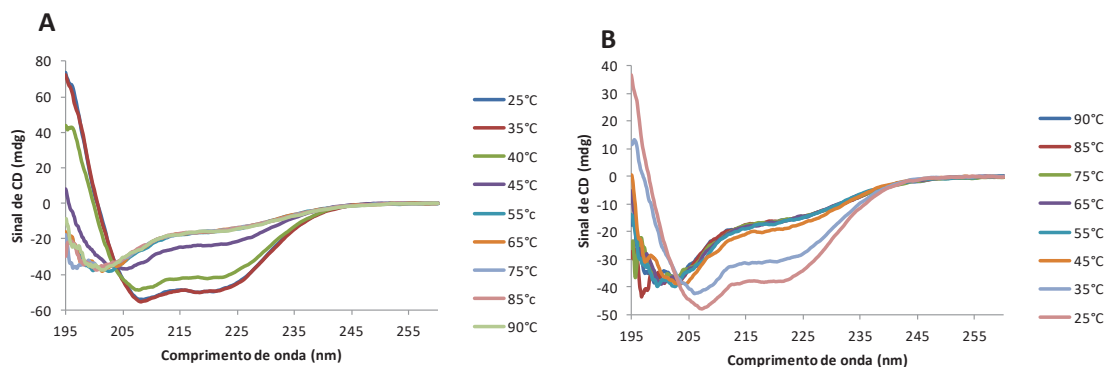 A
Sinal de CD (mdg)
80
60
40
20
0
-20
-40
-60
195
205
215
225
235
245
255
Comprimento de onda (nm)
25°C
35°C
40°C
45°C
55°c
65°C
75°C
85°c
90°C
B
Sinal de CD (mdg)
40
30
20
10
0
-10
-20
-30
-40
-50
195
205
215
225
235
245
255
Comprimento de onda (nm)
90°C
85°C
75°C
65°C
55°C
45°C
35°C
25°C